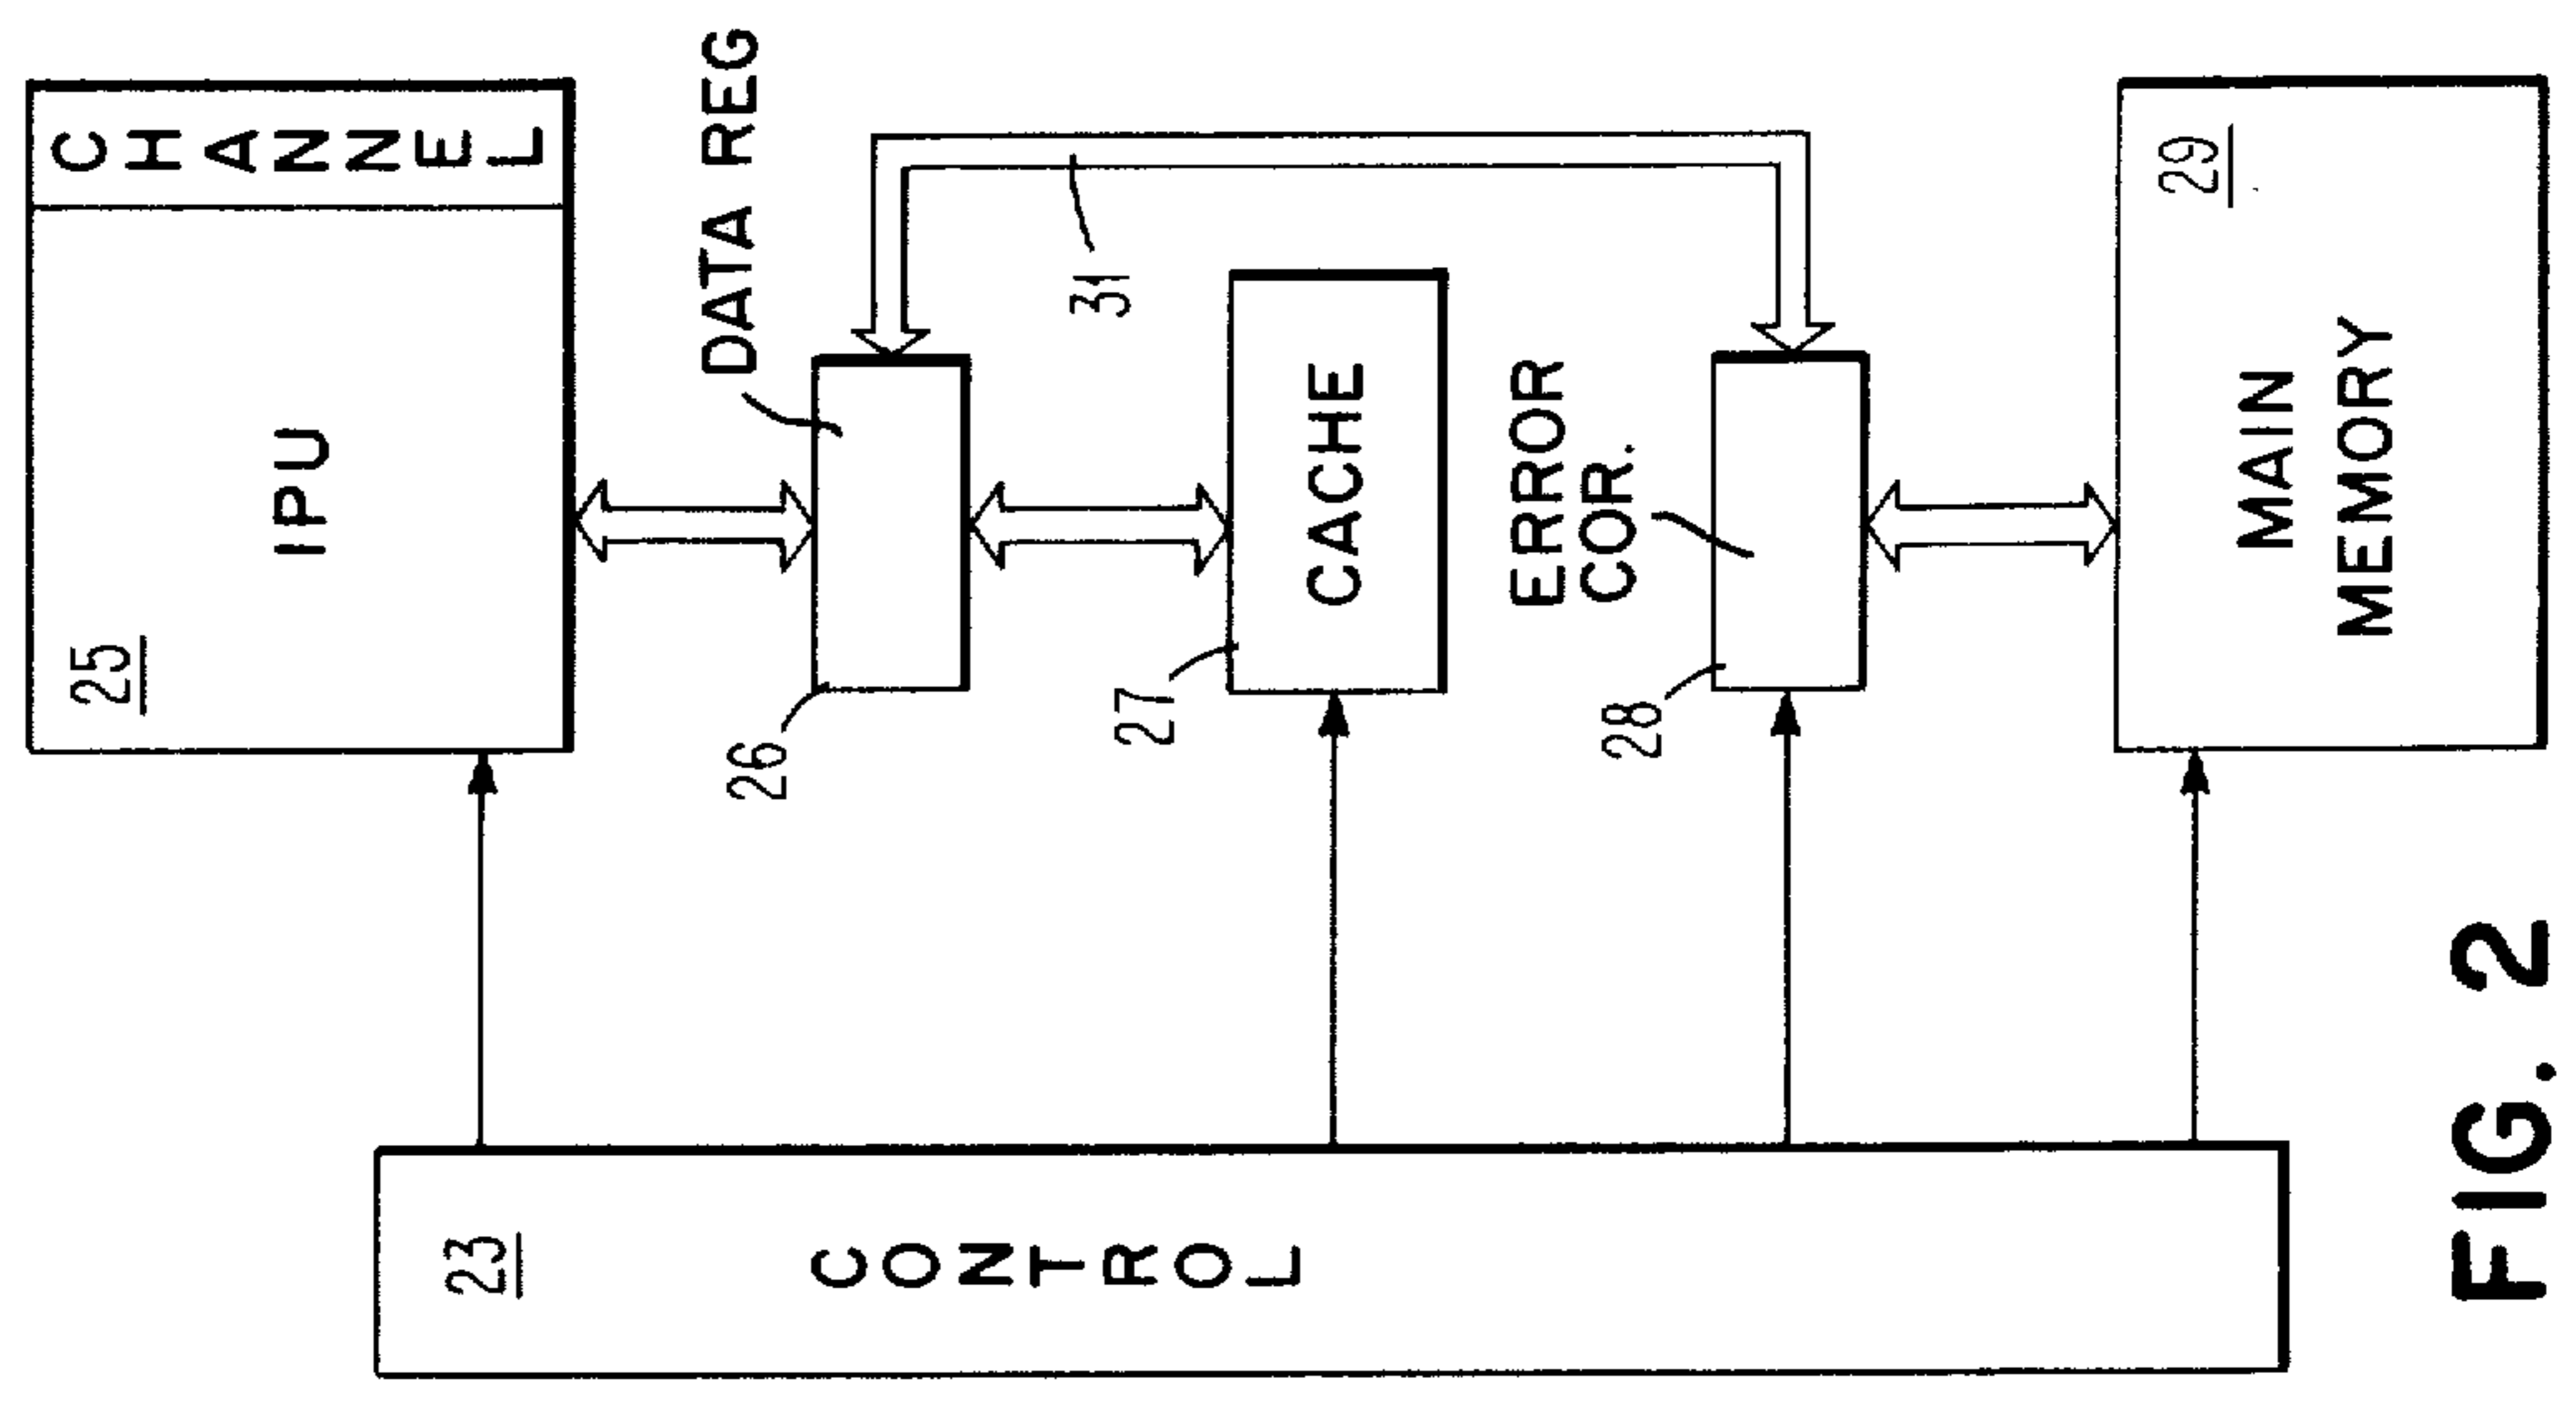 CHANNEL
IPU
25
DATA REG
26
31
CACHE
27
ERROR
COR.
28
29
MAIN
MEMORY
23
CONTROL
FIG. 2